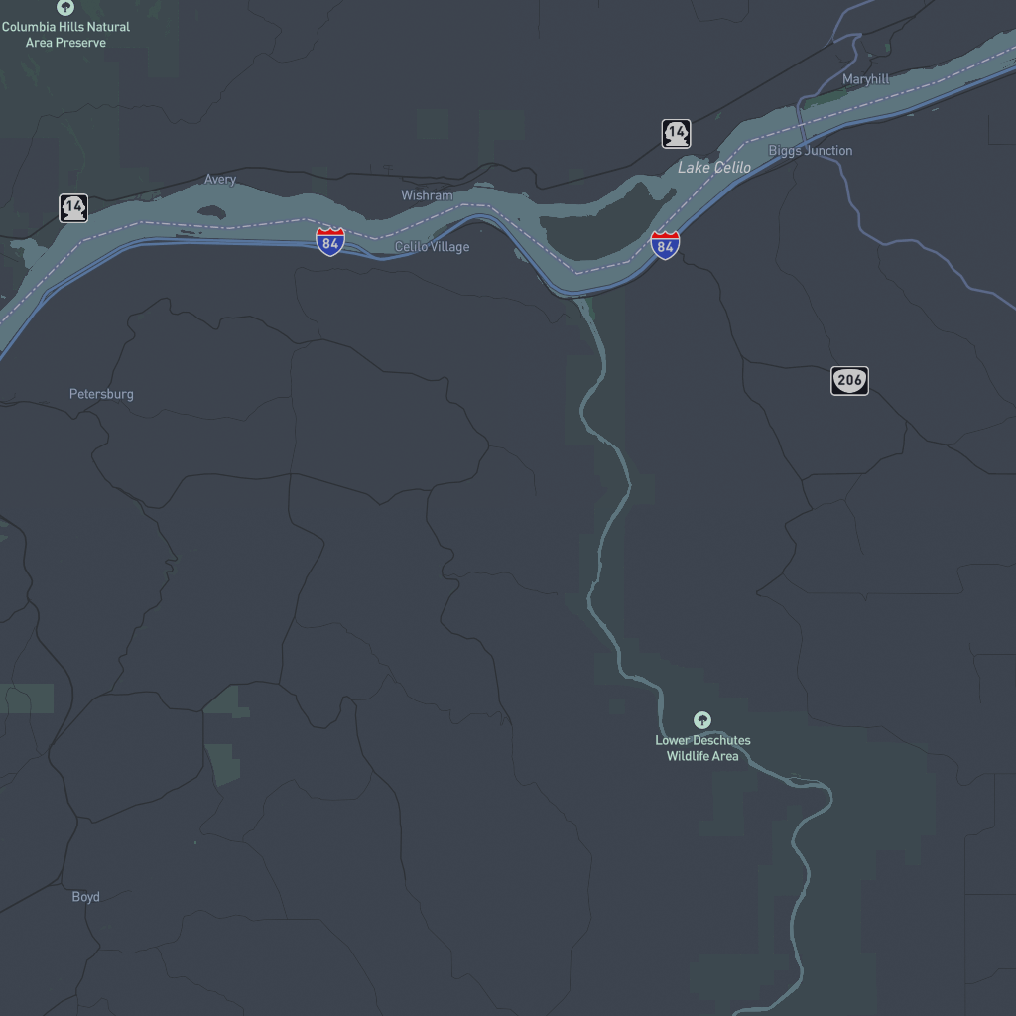 Columbia Hills Natural
Area Preserve
Maryhill
14
Biggs Junction
Lake Celilo
Avery
Wishram
14
84
Celilo Village
84
206
Petersburg
Lower Deschutes
Wildlife Area
Boyd